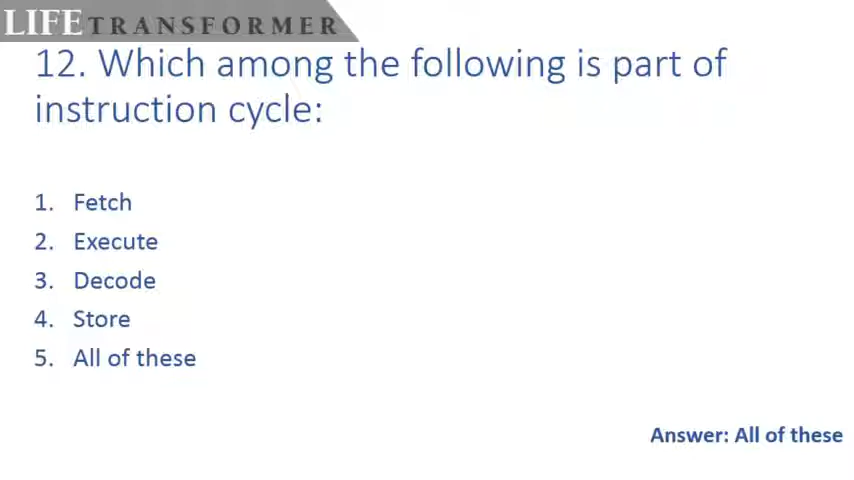 LIFE TRANSFORMER
12. Which among the following is part of
instruction cycle:
1. Fetch
2. Execute
3. Decode
4. Store
5. All of these
Answer: All of these